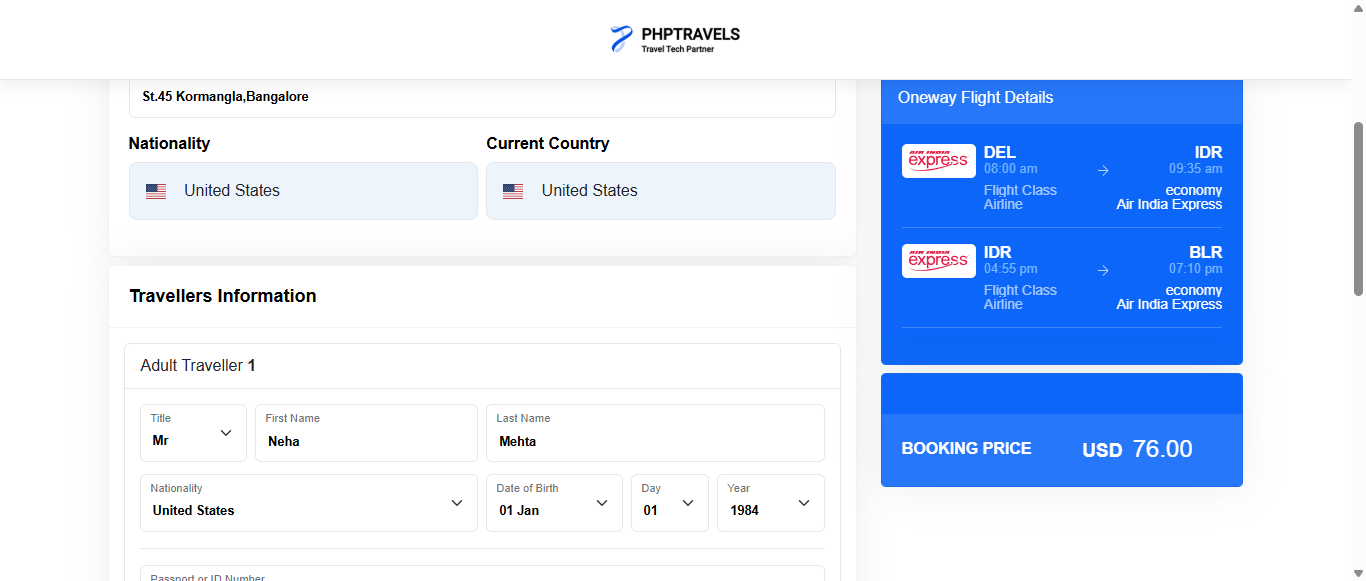 PHPTRAVELS
Travel Tech Partner
St.45 Kormangla,Bangalore
Nationality
Current Country
United States
United States
Travellers Information
Adult Traveller 1
Title
Mr
First Name
Neha
Last Name
Mehta
Nationality
United States
Date of Birth
01 Jan
Day
01
Year
1984
Passport or ID Number
Oneway Flight Details
AIR INDIA
express
DEL
08:00 am
IDR
09:35 am
Flight Class
economy
Airline
Air India Express
AIR INDIA
express
IDR
04:55 pm
BLR
07:10 pm
Flight Class
economy
Airline
Air India Express
BOOKING PRICE
USD 76.00